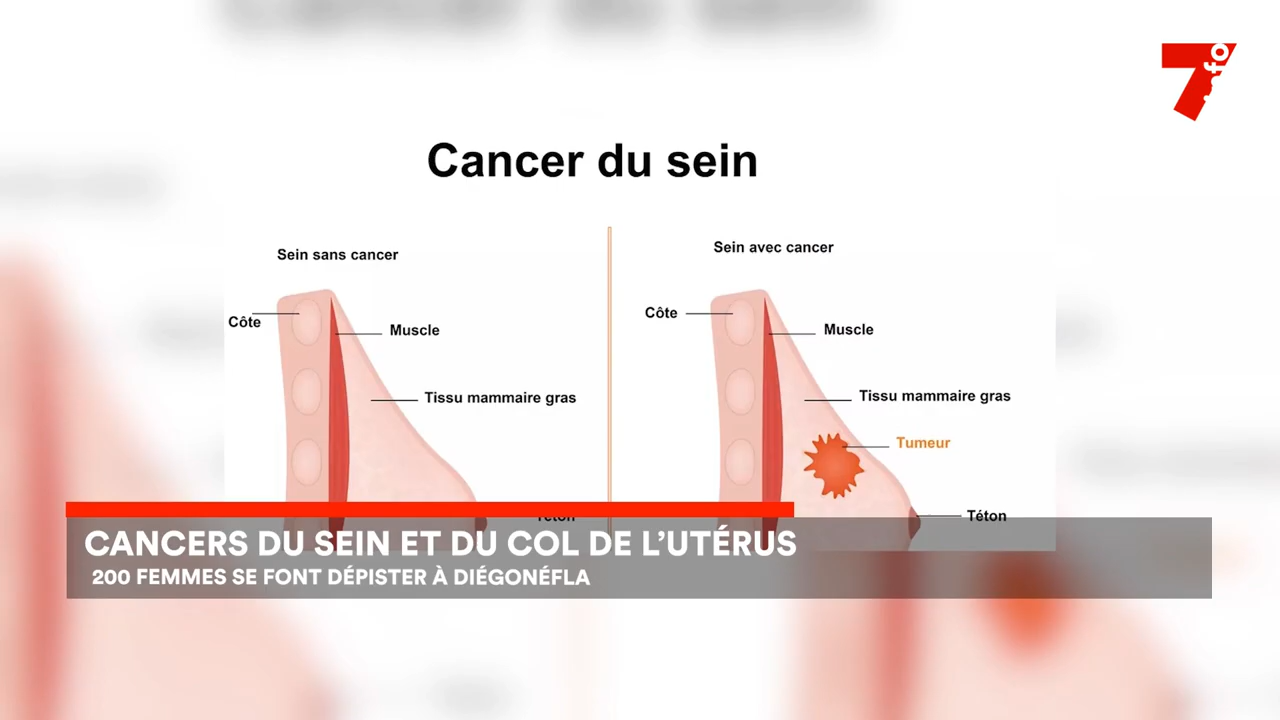 7info
Cancer du sein
Sein sans cancer
Sein avec cancer
Côte
Muscle
Tissu mammaire gras
Téton
Côte
Muscle
Tissu mammaire gras
Tumeur
Téton
CANCERS DU SEIN ET DU COL DE L'UTÉRUS
200 FEMMES SE FONT DÉPISTER À DIÉGONÉFLA